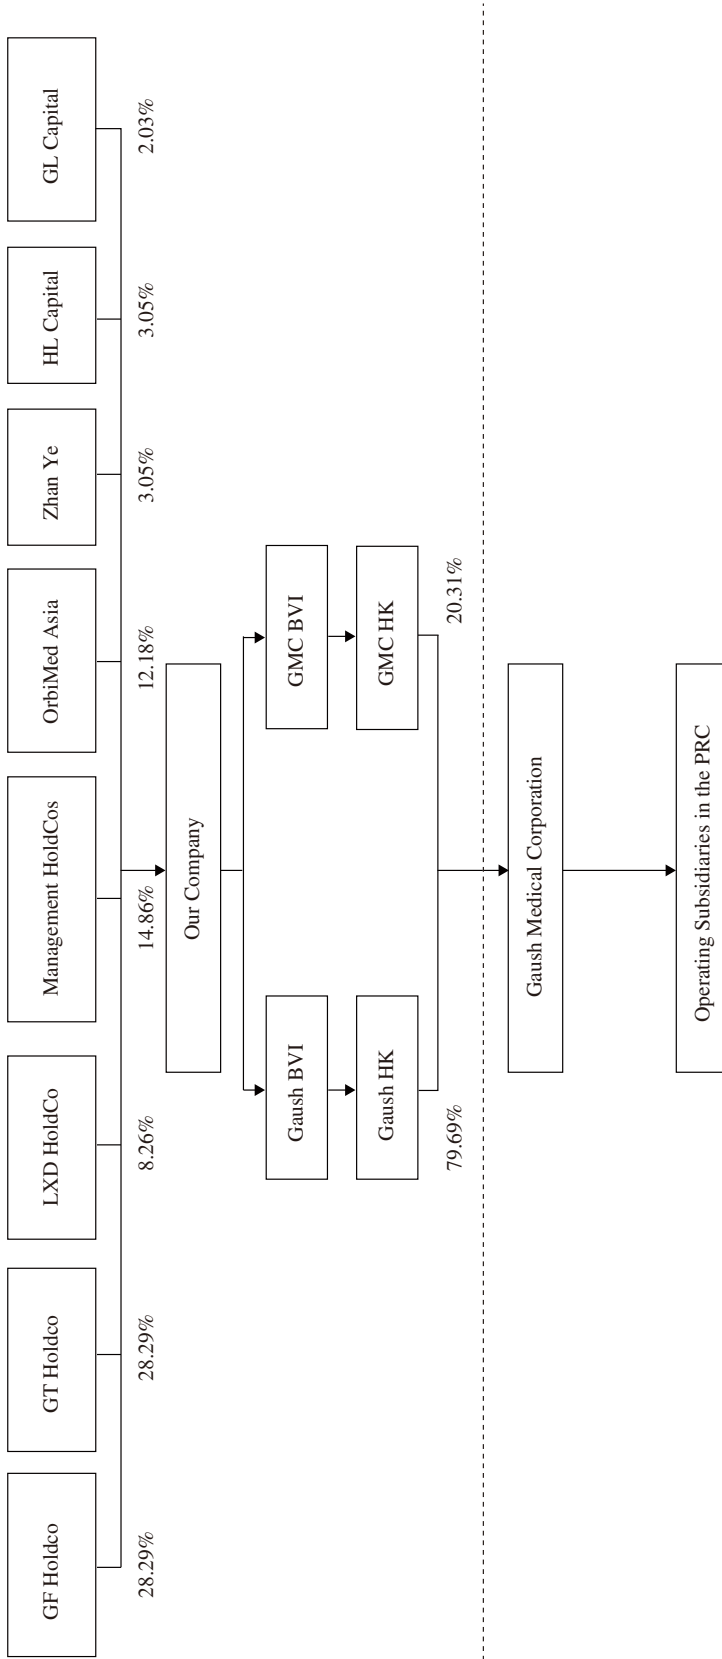 GF Holdco
GT Holdco
LXD HoldCo
Management HoldCos
OrbiMed Asia
Zhan Ye
HL Capital
GL Capital
28.29%
28.29%
8.26%
14.86%
12.18%
3.05%
3.05%
2.03%
Our Company
Gaush BVI
GMC BVI
Gaush HK
GMC HK
79.69%
20.31%
Gaush Medical Corporation
Operating Subsidiaries in the PRC